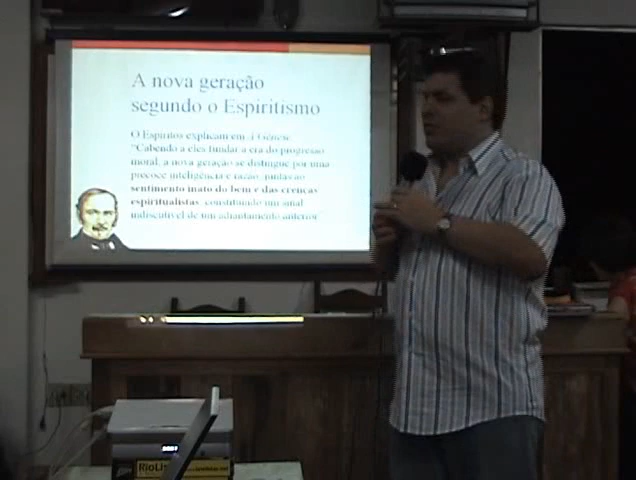 A nova geração
segundo o Espiritismo
O Espíritos explicam em A Gênese
"Cabendo a eles fundar a era do progresso
moral, a nova geração se distingue por uma
precoce inteligência e razão, juntas ao
sentimento inato do bem e das crenças
espiritualistas, constituindo um sinal
indiscutível de um adiantamento anterior